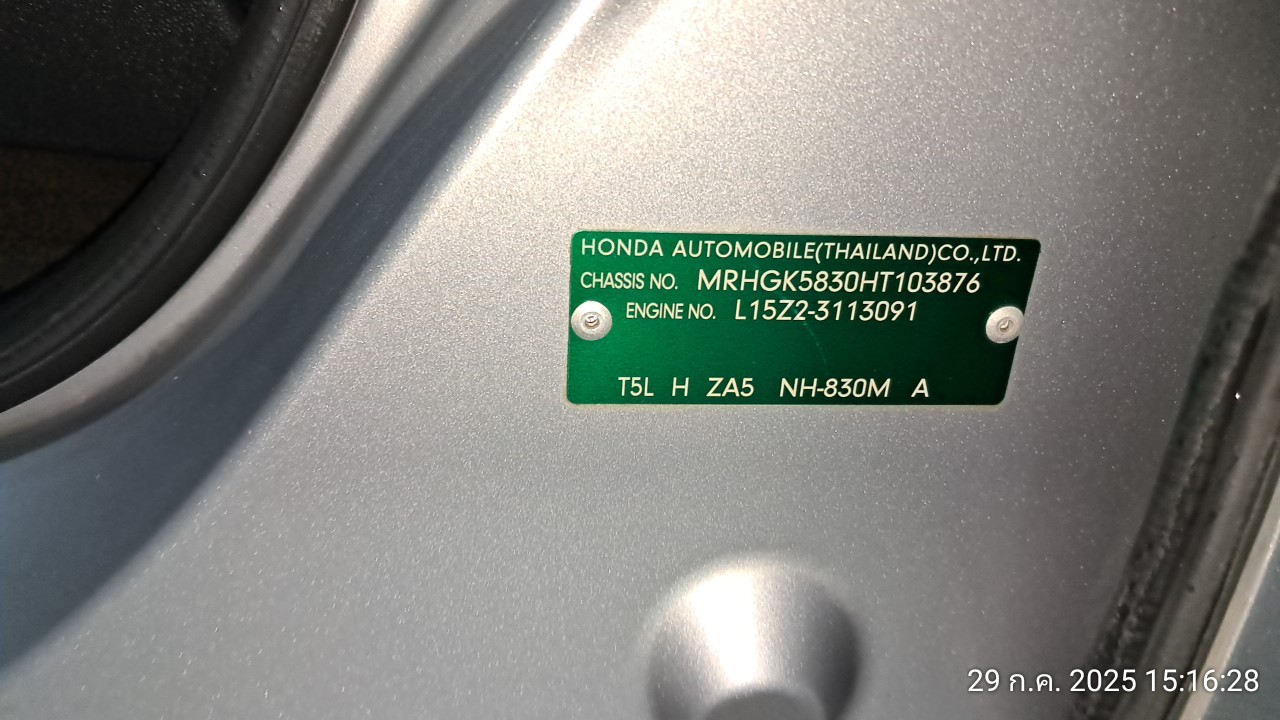 HONDA AUTOMOBILE(THAILAND)CO.,LTD.
CHASSIS NO. MRHGK5830HT103876
ENGINE NO. L15Z2-3113091
T5L H ZA5 NH-830M A
29 ก.ค. 2025 15:16:28